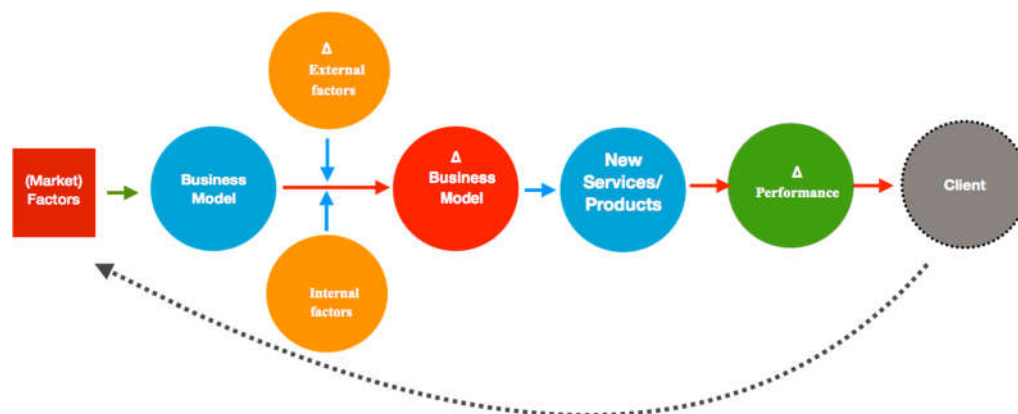 (Market)
Factors
Business
Model
Δ
External
factors
Internal
factors
Δ
Business
Model
New
Services/
Products
Δ
Performance
Client